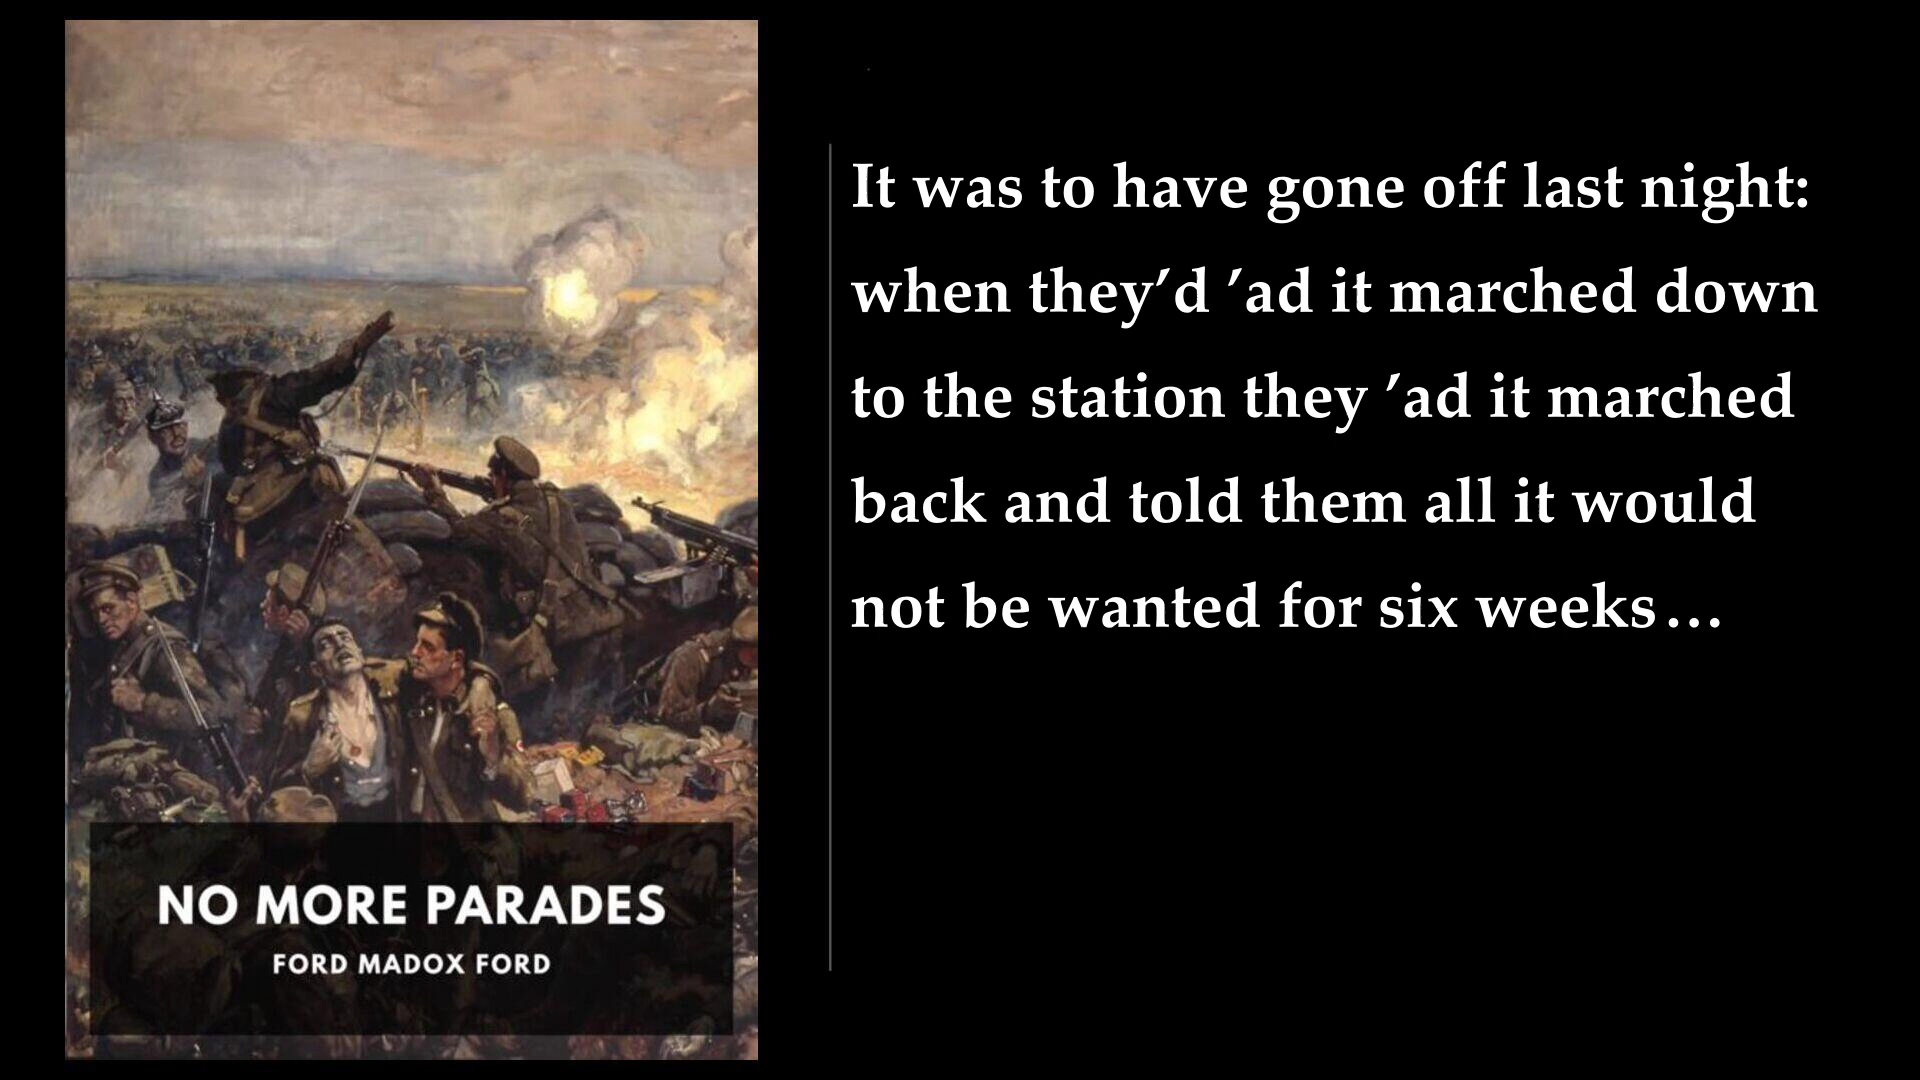 It was to have gone off last night:
when they’d ’ad it marched down
to the station they ’ad it marched
back and told them all it would
not be wanted for six weeks…
NO MORE PARADES
FORD MADOX FORD